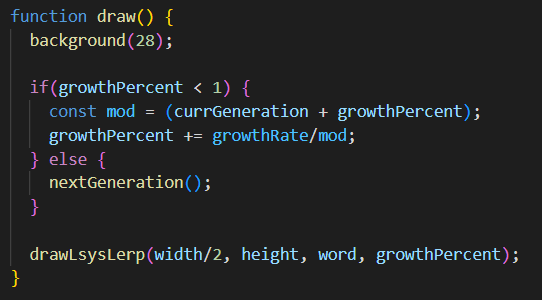 function draw() {
  background(28);

  if(growthPercent < 1) {
    const mod = (currGeneration + growthPercent);
    growthPercent += growthRate/mod;
  } else {
    nextGeneration();
  }

  drawLsysLerp(width/2, height, word, growthPercent);
}